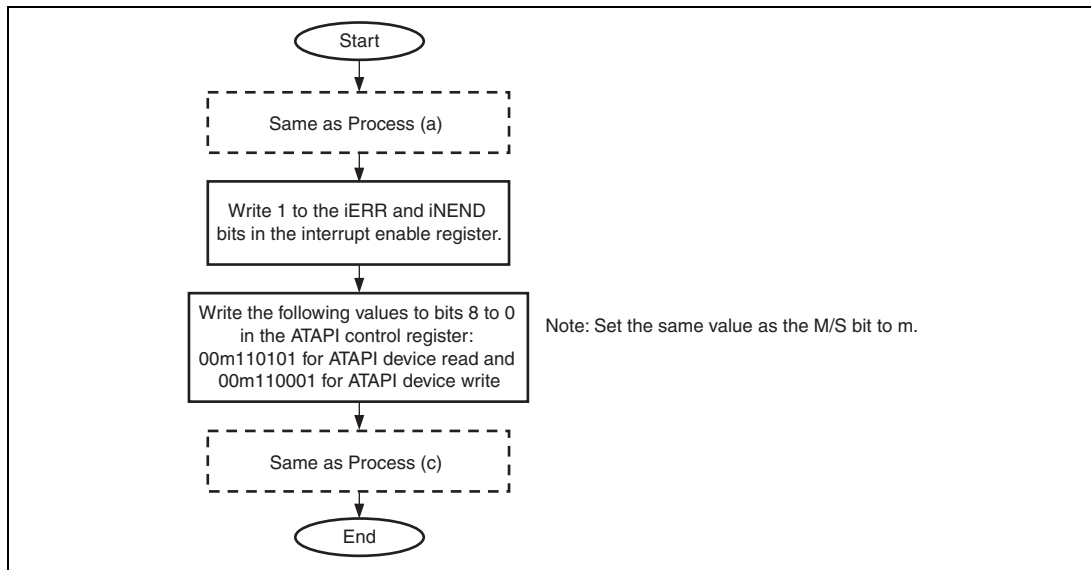 Start
Same as Process (a)
Write 1 to the iERR and iNEND
bits in the interrupt enable register.
Write the following values to bits 8 to 0
in the ATAPI control register:
00m110101 for ATAPI device read and
00m110001 for ATAPI device write
Note: Set the same value as the M/S bit to m.
Same as Process (c)
End